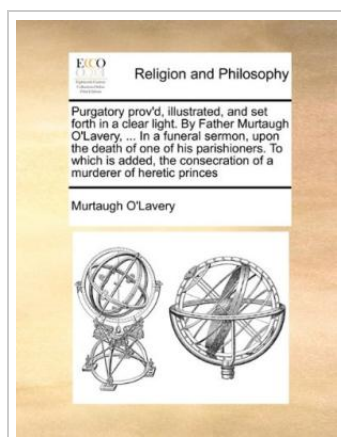 ECCO
Religion and Philosophy
Purgatory prov'd, illustrated, and set
forth in a clear light. By Father Murtaugh
O'Lavery, ... In a funeral sermon, upon
the death of one of his parishioners. To
which is added, the consecration of a
murderer of heretic princes
Murtaugh O'Lavery